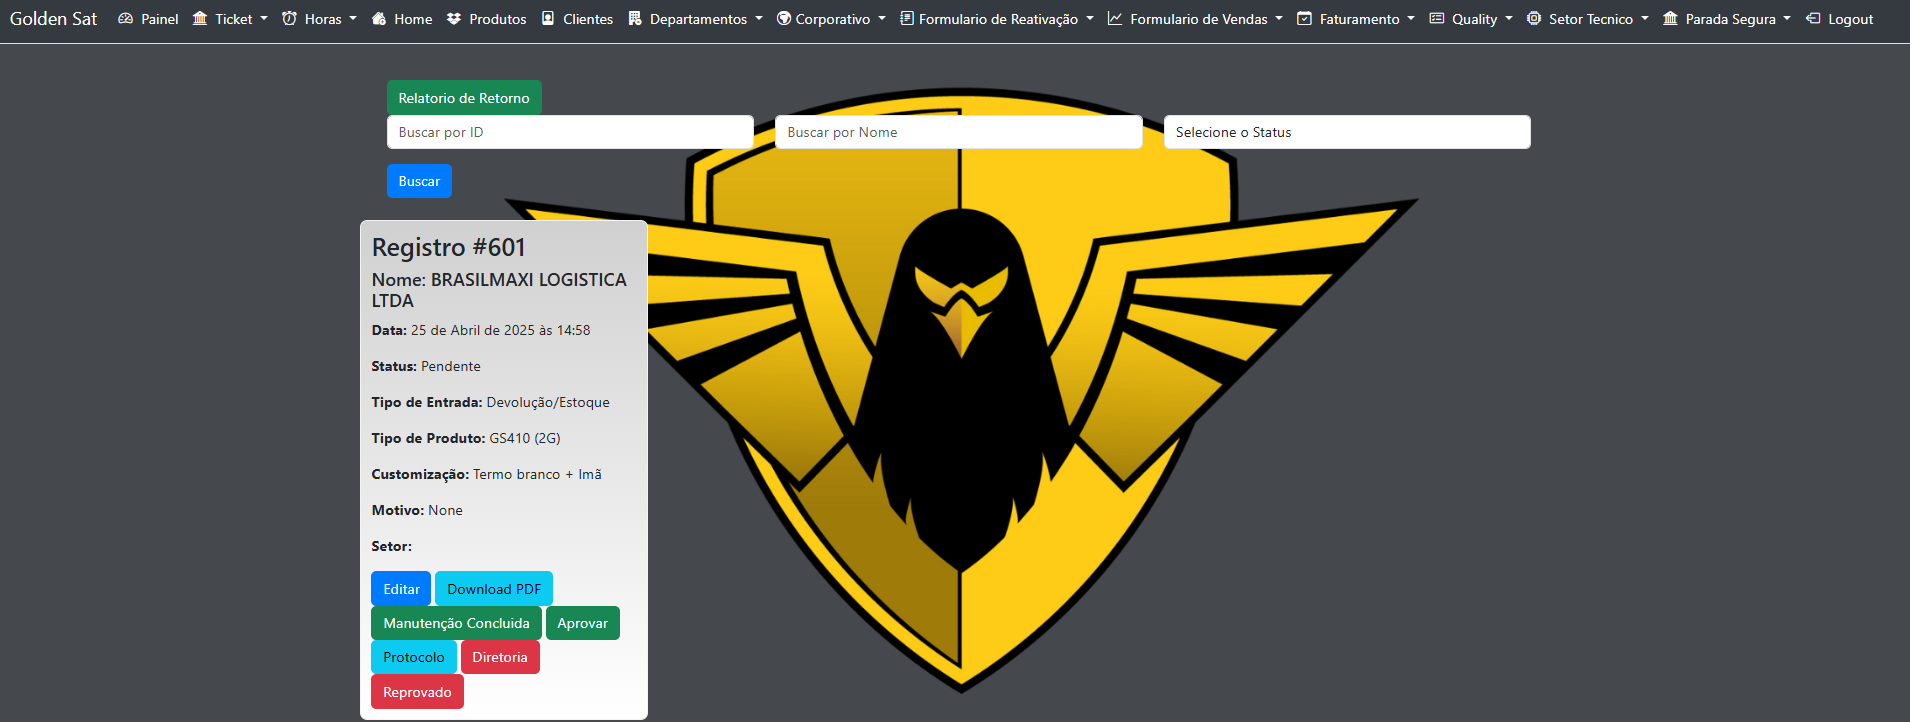 Golden Sat Painel Ticket Horas Home Produtos Clientes Departamentos Corporativo Formulario de Reativação Formulario de Vendas Faturamento Quality Setor Tecnico Parada Segura Logout
Relatorio de Retorno
Buscar por ID Buscar por Nome Selecione o Status
Buscar
Registro #601
Nome: BRASILMAXI LOGISTICA
LTDA
Data: 25 de Abril de 2025 às 14:58
Status: Pendente
Tipo de Entrada: Devolução/Estoque
Tipo de Produto: GS410 (2G)
Customização: Termo branco + Imã
Motivo: None
Setor:
Editar Download PDF
Manutenção Concluida Aprovar
Protocolo Diretoria
Reprovado